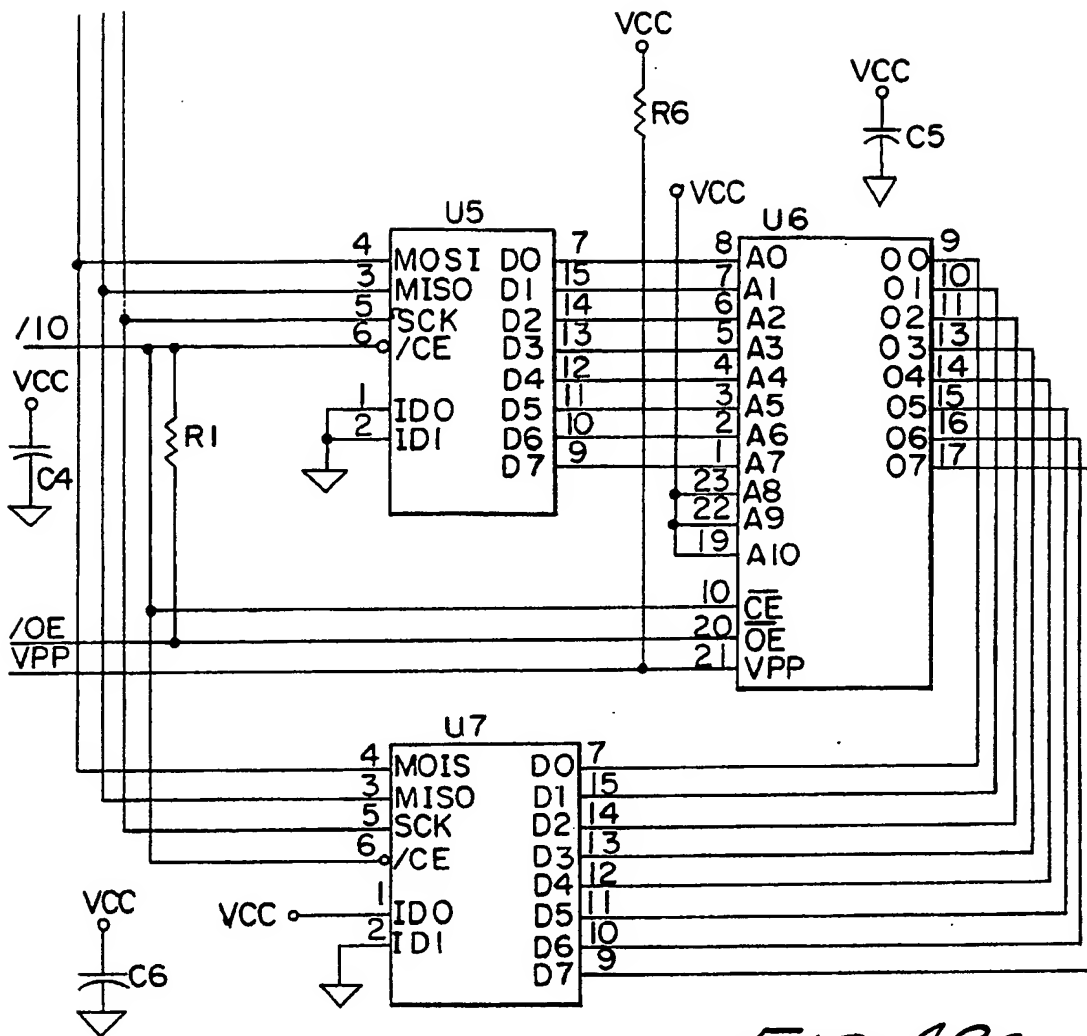 VCC
R6
VCC
C5
VCC
U5
U6
4 MOSI D0 7
3 MISO D1 15
5 SCK D2 14
6 /CE D3 13
D4 12
1 ID0 D5 11
2 ID1 D6 10
D7 9
/IO
VCC
C4
R1
8 A0 O0 9
7 A1 O1 10
6 A2 O2 11
5 A3 O3 13
4 A4 O4 14
3 A5 O5 15
2 A6 O6 16
1 A7 O7 17
23 A8
22 A9
19 A10
10 CE
20 OE
21 VPP
/OE
VPP
U7
4 MOIS D0 7
3 MISO D1 15
5 SCK D2 14
6 /CE D3 13
D4 12
VCC 1 ID0 D5 11
2 ID1 D6 10
D7 9
VCC
C6